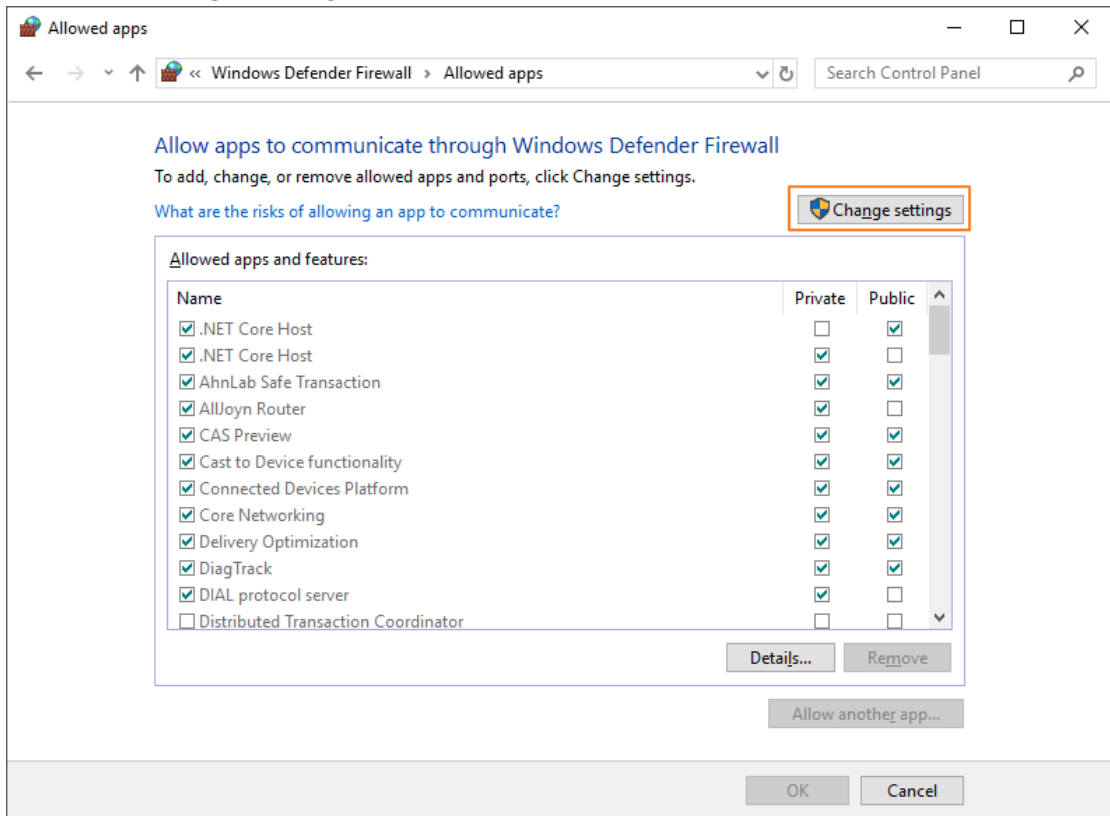 Allowed apps
« Windows Defender Firewall › Allowed apps
Search Control Panel
Allow apps to communicate through Windows Defender Firewall
To add, change, or remove allowed apps and ports, click Change settings.
What are the risks of allowing an app to communicate?
Change settings
Allowed apps and features:
Name Private Public
.NET Core Host
.NET Core Host
AhnLab Safe Transaction
AllJoyn Router
CAS Preview
Cast to Device functionality
Connected Devices Platform
Core Networking
Delivery Optimization
DiagTrack
DIAL protocol server
Distributed Transaction Coordinator
Details... Remove
Allow another app...
OK Cancel